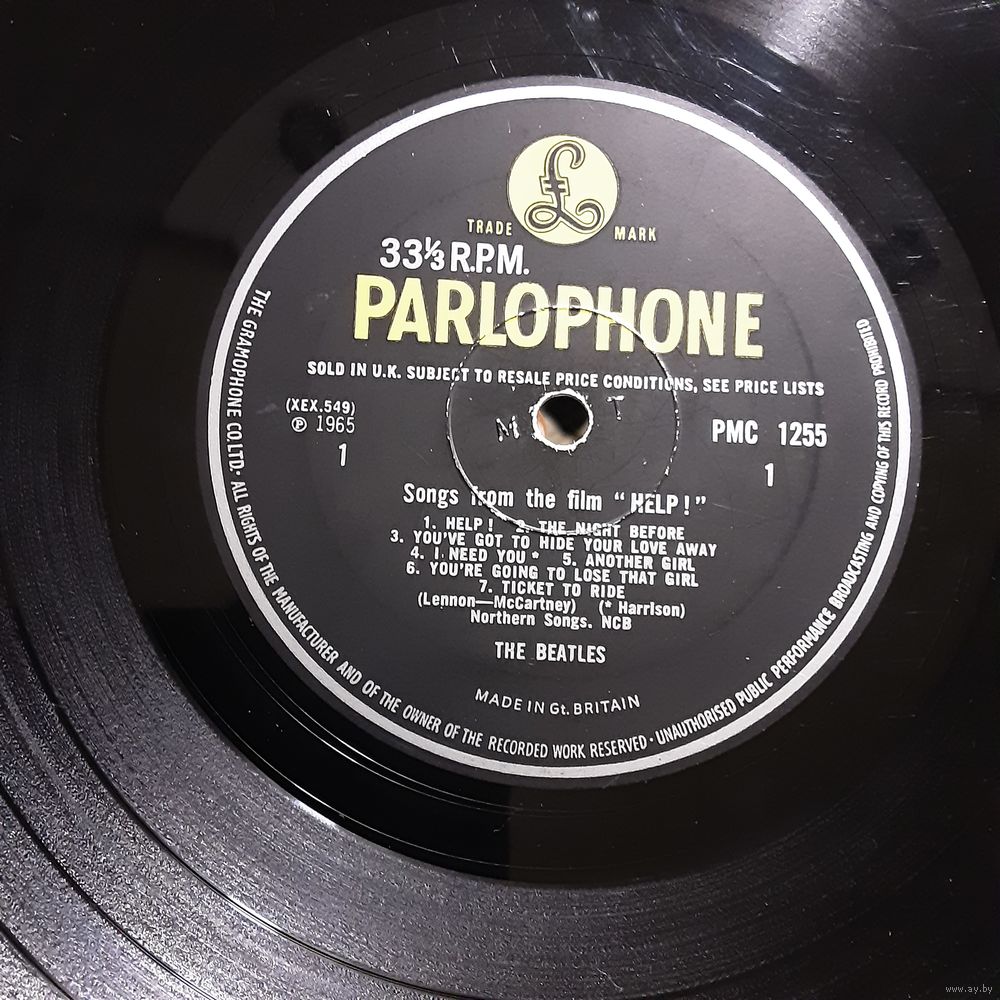 £
TRADE MARK
33⅓ R.P.M.
PARLOPHONE
SOLD IN U.K. SUBJECT TO RESALE PRICE CONDITIONS, SEE PRICE LISTS
(XEX.549)
℗ 1965
1
M T
PMC 1255
1
Songs from the film “HELP!”
1. HELP! 2. THE NIGHT BEFORE
3. YOU'VE GOT TO HIDE YOUR LOVE AWAY
4. I NEED YOU * 5. ANOTHER GIRL
6. YOU'RE GOING TO LOSE THAT GIRL
7. TICKET TO RIDE
(Lennon—McCartney) (* Harrison)
Northern Songs. NCB
THE BEATLES
MADE IN Gt. BRITAIN
THE GRAMOPHONE CO. LTD. ALL RIGHTS OF THE MANUFACTURER AND OF THE OWNER OF THE RECORDED WORK RESERVED · UNAUTHORISED PUBLIC PERFORMANCE BROADCASTING AND COPYING OF THIS RECORD PROHIBITED
www.ay.by